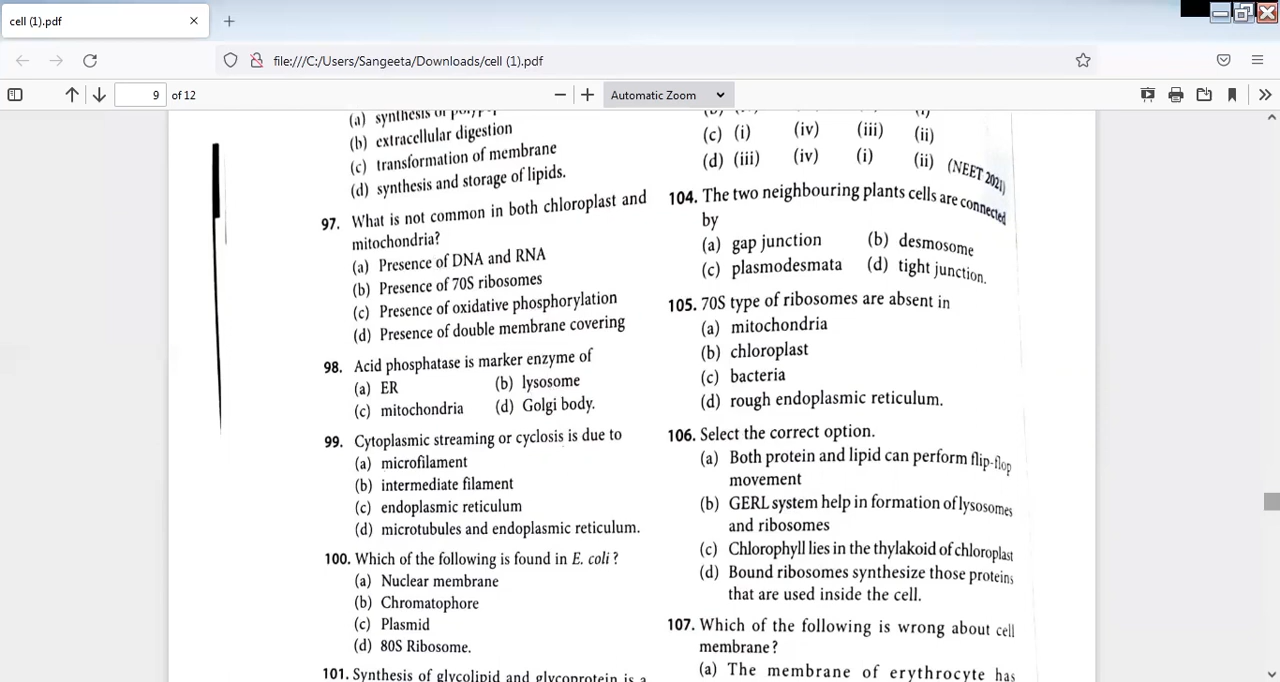 cell (1).pdf
file:///C:/Users/Sangeeta/Downloads/cell (1).pdf
9 of 12
Automatic Zoom
(a) synthesis of
(b) extracellular digestion
(c) transformation of membrane
(d) synthesis and storage of lipids.
97. What is not common in both chloroplast and
mitochondria?
(a) Presence of DNA and RNA
(b) Presence of 70S ribosomes
(c) Presence of oxidative phosphorylation
(d) Presence of double membrane covering
98. Acid phosphatase is marker enzyme of
(a) ER (b) lysosome
(c) mitochondria (d) Golgi body.
99. Cytoplasmic streaming or cyclosis is due to
(a) microfilament
(b) intermediate filament
(c) endoplasmic reticulum
(d) microtubules and endoplasmic reticulum.
100. Which of the following is found in E. coli ?
(a) Nuclear membrane
(b) Chromatophore
(c) Plasmid
(d) 80S Ribosome.
101. Synthesis of glycolipid and glycoprotein is a
(c) (i) (iv) (iii) (ii)
(d) (iii) (iv) (i) (ii) (NEET 2021)
104. The two neighbouring plants cells are connected
by
(a) gap junction (b) desmosome
(c) plasmodesmata (d) tight junction.
105. 70S type of ribosomes are absent in
(a) mitochondria
(b) chloroplast
(c) bacteria
(d) rough endoplasmic reticulum.
106. Select the correct option.
(a) Both protein and lipid can perform flip-flop
movement
(b) GERL system help in formation of lysosomes
and ribosomes
(c) Chlorophyll lies in the thylakoid of chloroplast
(d) Bound ribosomes synthesize those proteins
that are used inside the cell.
107. Which of the following is wrong about cell
membrane?
(a) The membrane of erythrocyte has